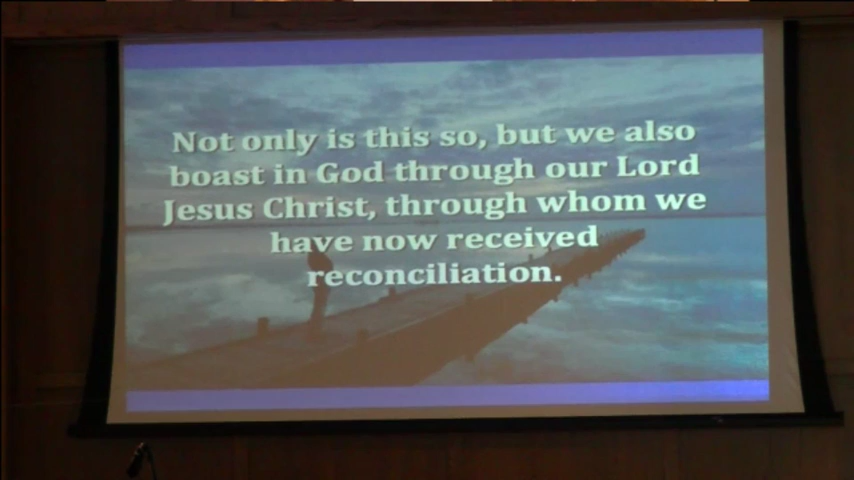 Not only is this so, but we also
boast in God through our Lord
Jesus Christ, through whom we
have now received
reconciliation.